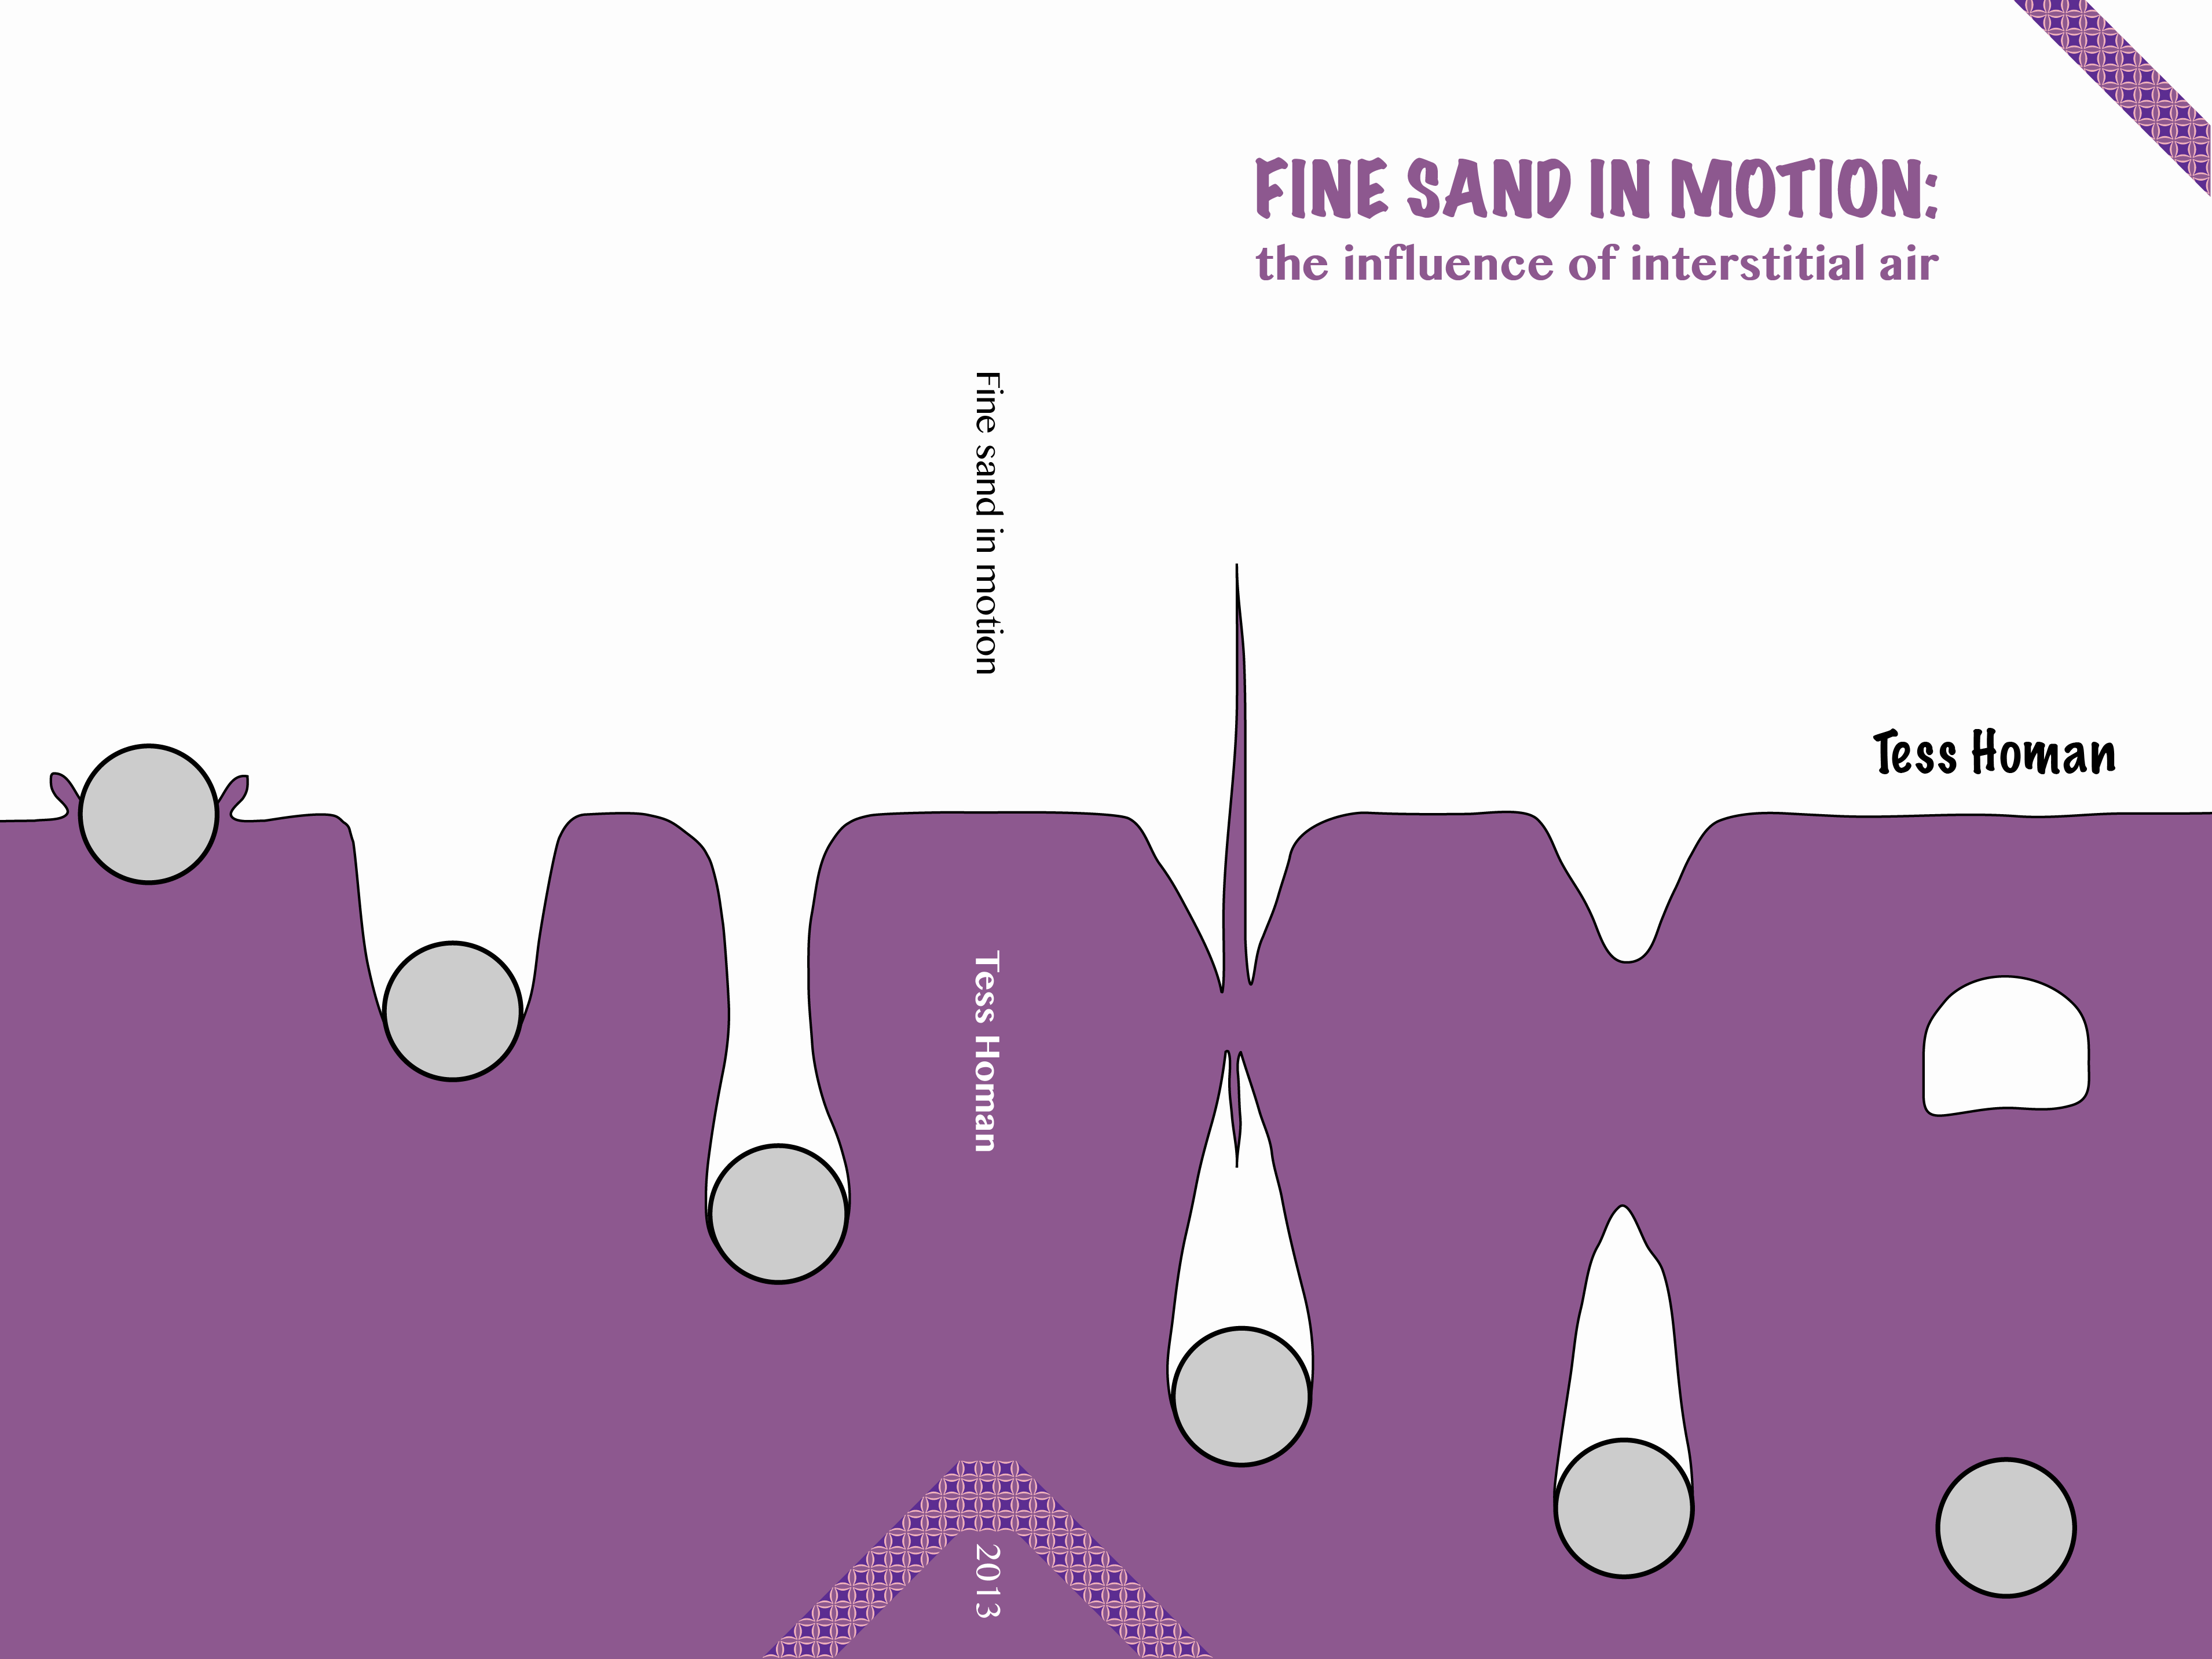 FINE SAND IN MOTION:
the influence of interstitial air
Tess Homan
Fine sand in motion
Tess Homan
2013